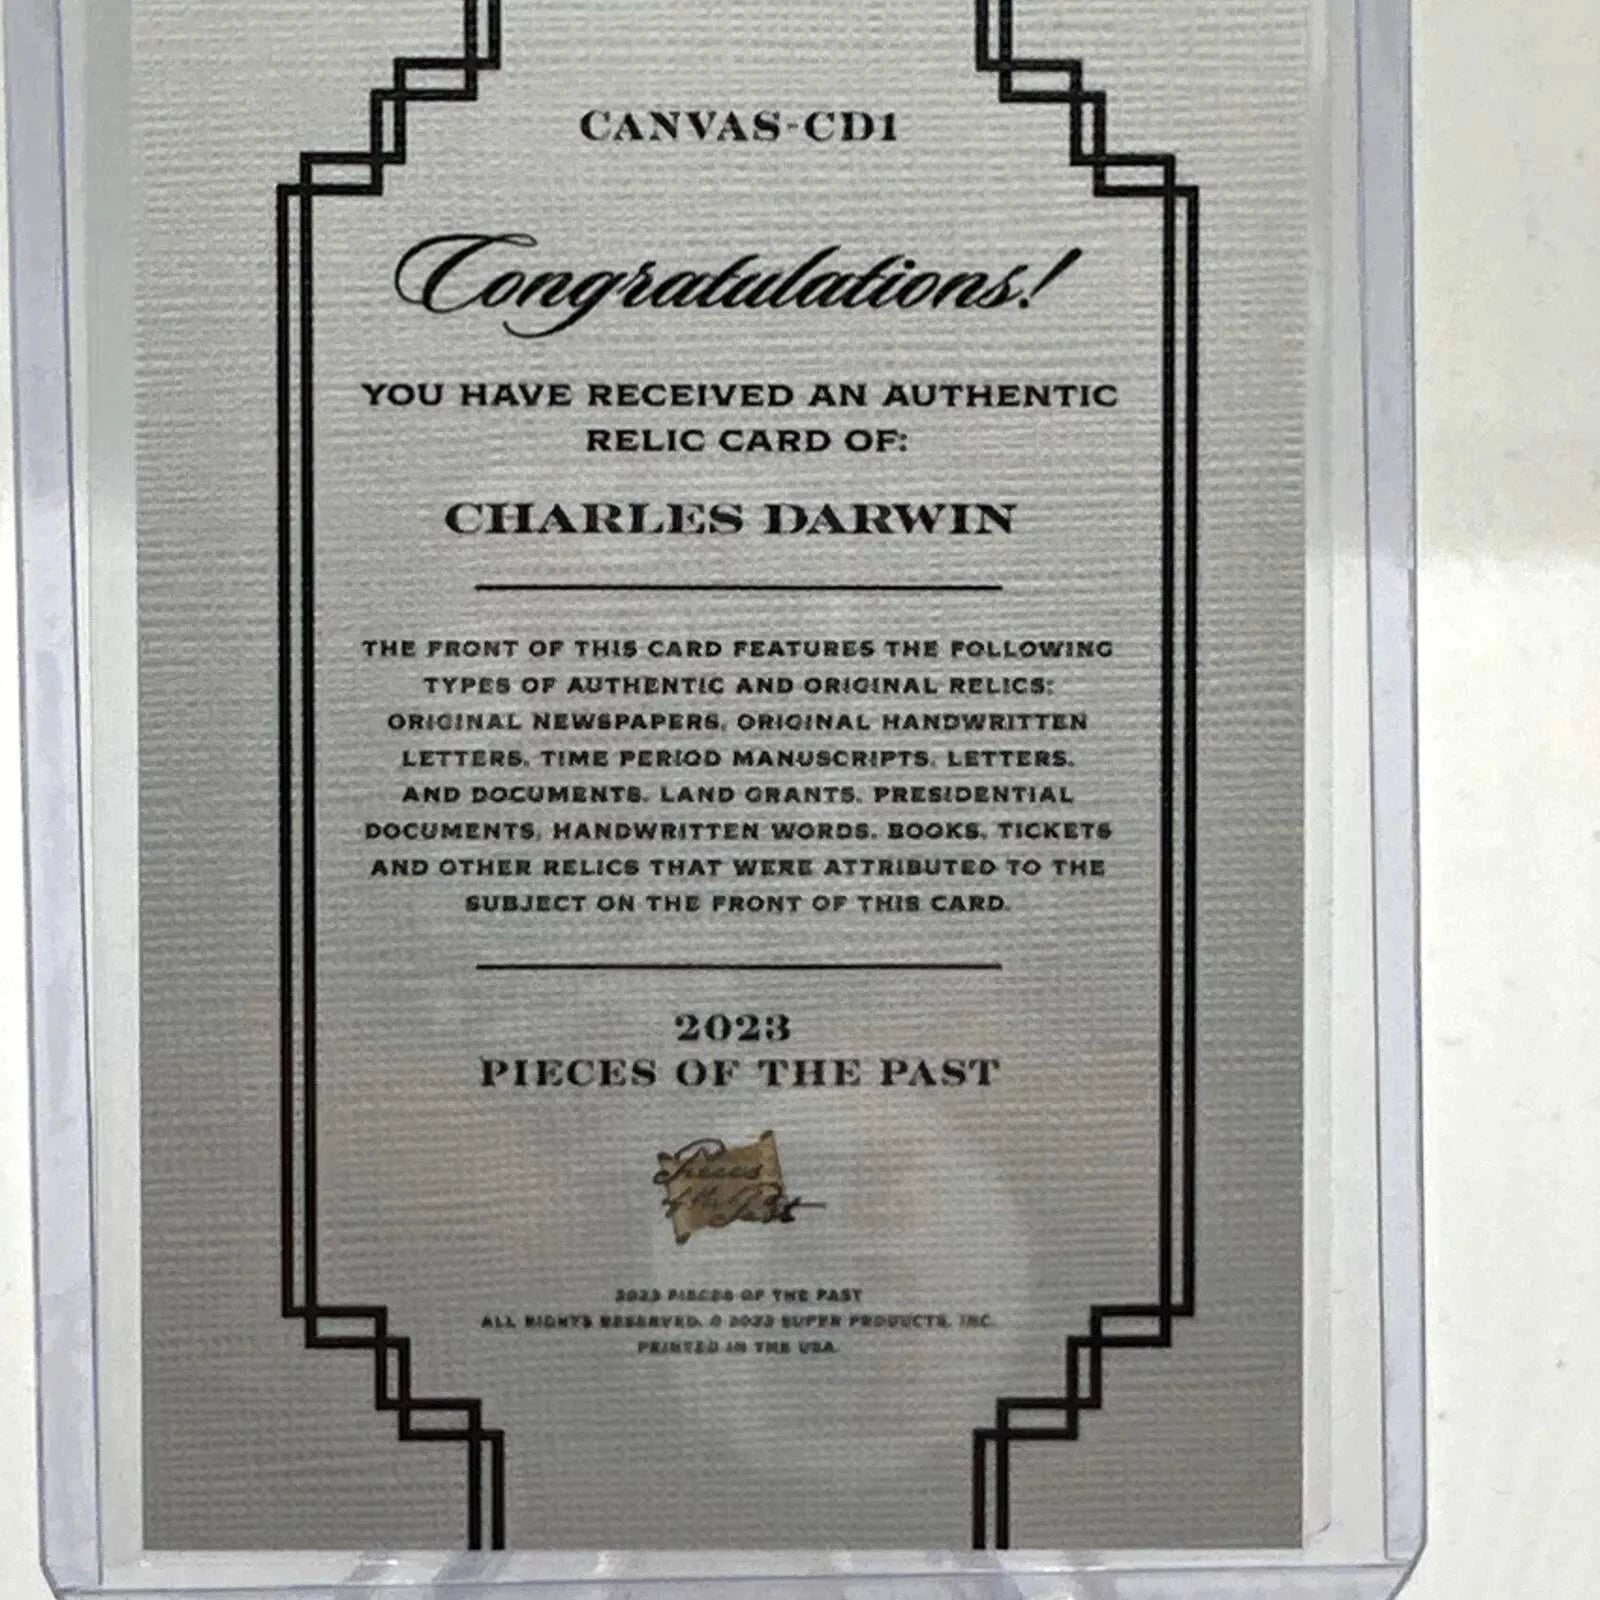 CANVAS-CD1
Congratulations!
YOU HAVE RECEIVED AN AUTHENTIC
RELIC CARD OF:
CHARLES DARWIN
THE FRONT OF THIS CARD FEATURES THE FOLLOWING
TYPES OF AUTHENTIC AND ORIGINAL RELICS:
ORIGINAL NEWSPAPERS, ORIGINAL HANDWRITTEN
LETTERS, TIME PERIOD MANUSCRIPTS, LETTERS,
AND DOCUMENTS, LAND GRANTS, PRESIDENTIAL
DOCUMENTS, HANDWRITTEN WORDS, BOOKS, TICKETS
AND OTHER RELICS THAT WERE ATTRIBUTED TO THE
SUBJECT ON THE FRONT OF THIS CARD.
2023
PIECES OF THE PAST
Pieces
of the Past
2023 PIECES OF THE PAST
ALL RIGHTS RESERVED. © 2023 SUPER PRODUCTS, INC.
PRINTED IN THE USA